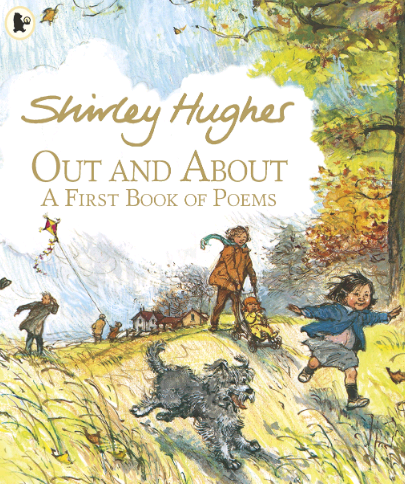 Shirley Hughes
OUT AND ABOUT
A FIRST BOOK OF POEMS